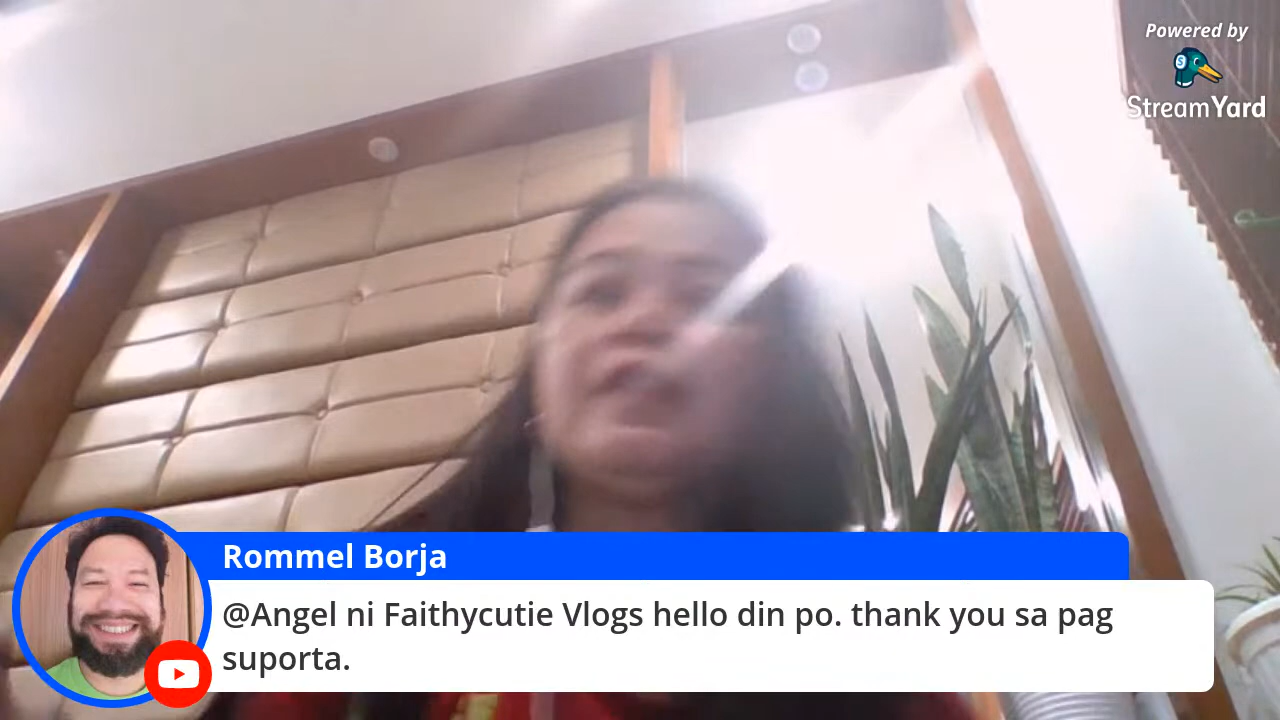 Powered by
StreamYard
Rommel Borja
@Angel ni Faithycutie Vlogs hello din po. thank you sa pag
suporta.